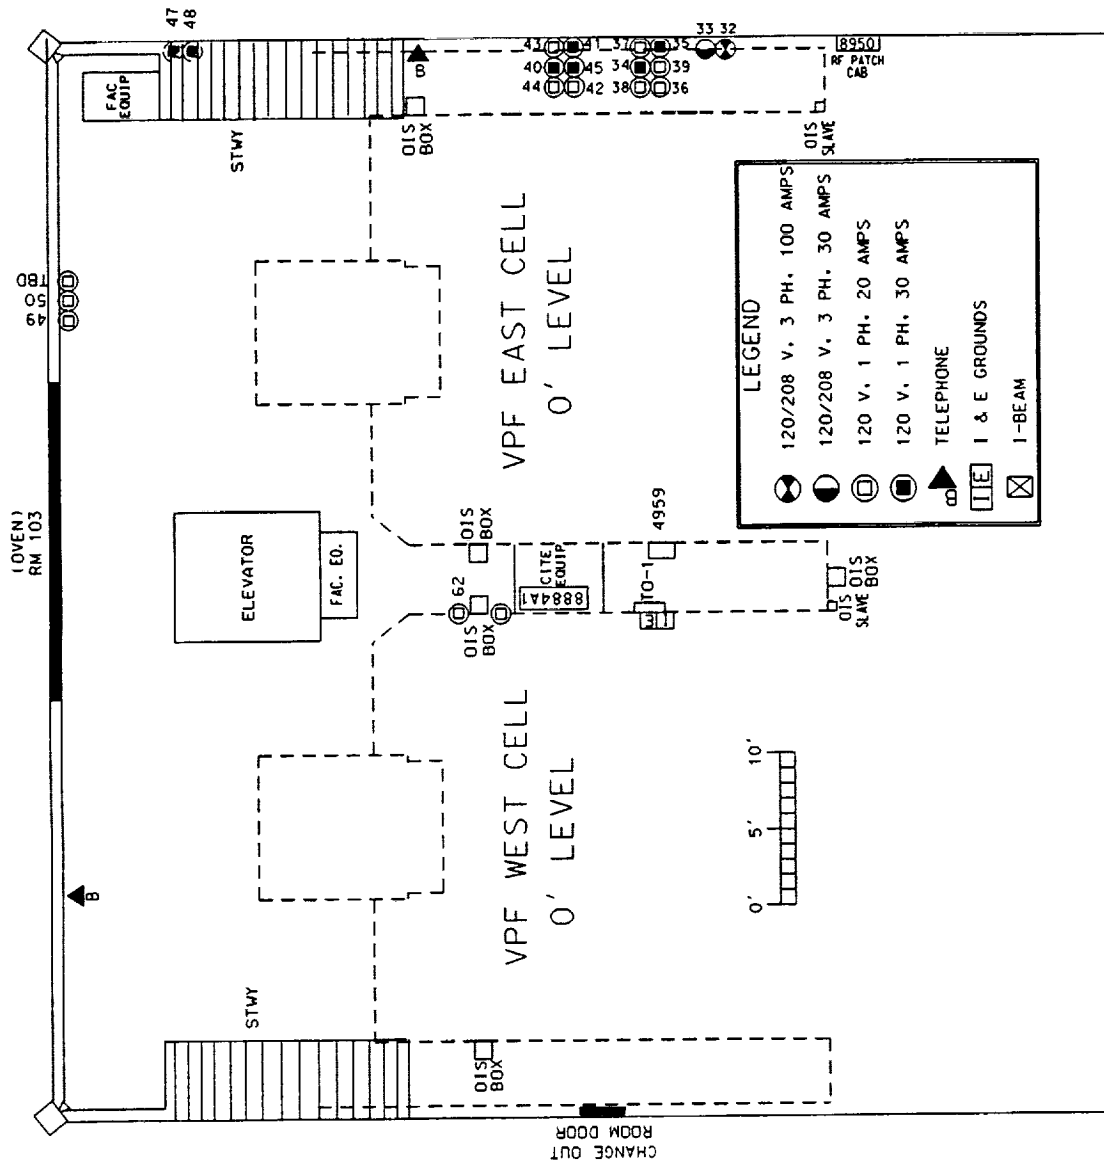 (OVEN)
RM 103
49
50
TBD
47
48
FAC
EQUIP
STWY
B
OIS
BOX
43
41
40
45
44
42
37
35
34
39
38
36
33
32
8950
RF PATCH
CAB
OIS
SLAVE
VPF EAST CELL
0' LEVEL
LEGEND
120/208 V. 3 PH. 100 AMPS
120/208 V. 3 PH. 30 AMPS
120 V. 1 PH. 20 AMPS
120 V. 1 PH. 30 AMPS
B TELEPHONE
I E I & E GROUNDS
I-BEAM
ELEVATOR
FAC. EQ.
62
OIS
BOX
OIS
BOX
CITE
EQUIP
8884A1
4959
TO-1
I E
OIS
BOX
OIS
SLAVE
B
VPF WEST CELL
0' LEVEL
0' 5' 10'
STWY
OIS
BOX
CHANGE OUT
ROOM DOOR